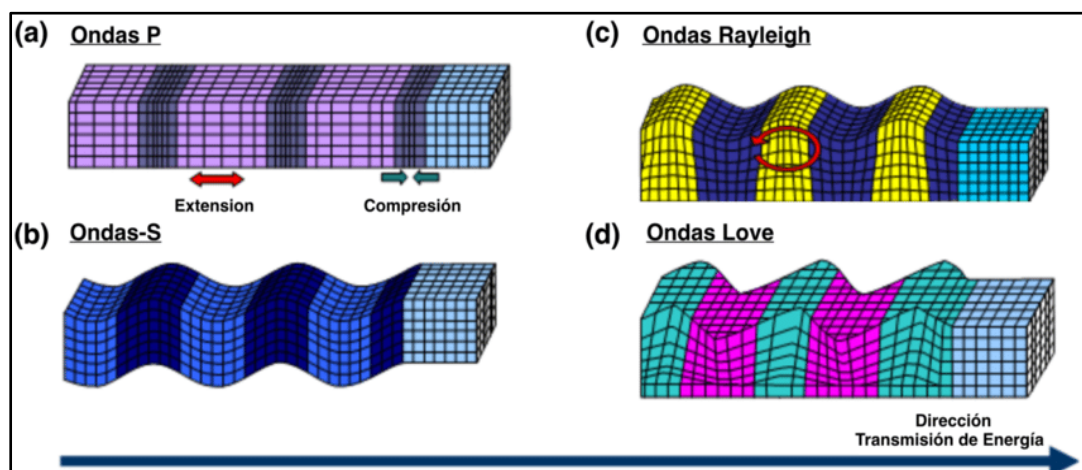 (a) Ondas P
Extension
Compresión
(b) Ondas-S
(c) Ondas Rayleigh
(d) Ondas Love
Dirección
Transmisión de Energía